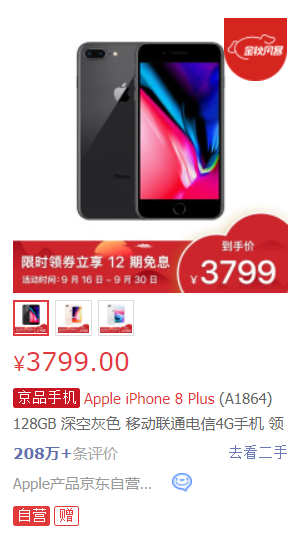 金秋风暴
限时领券立享 12 期免息
活动时间：9 月 16 日－9 月 30 日
到手价
￥3799
¥3799.00
京品手机 Apple iPhone 8 Plus (A1864)
128GB 深空灰色 移动联通电信4G手机 领
208万+条评价
去看二手
Apple产品京东自营...
自营 赠